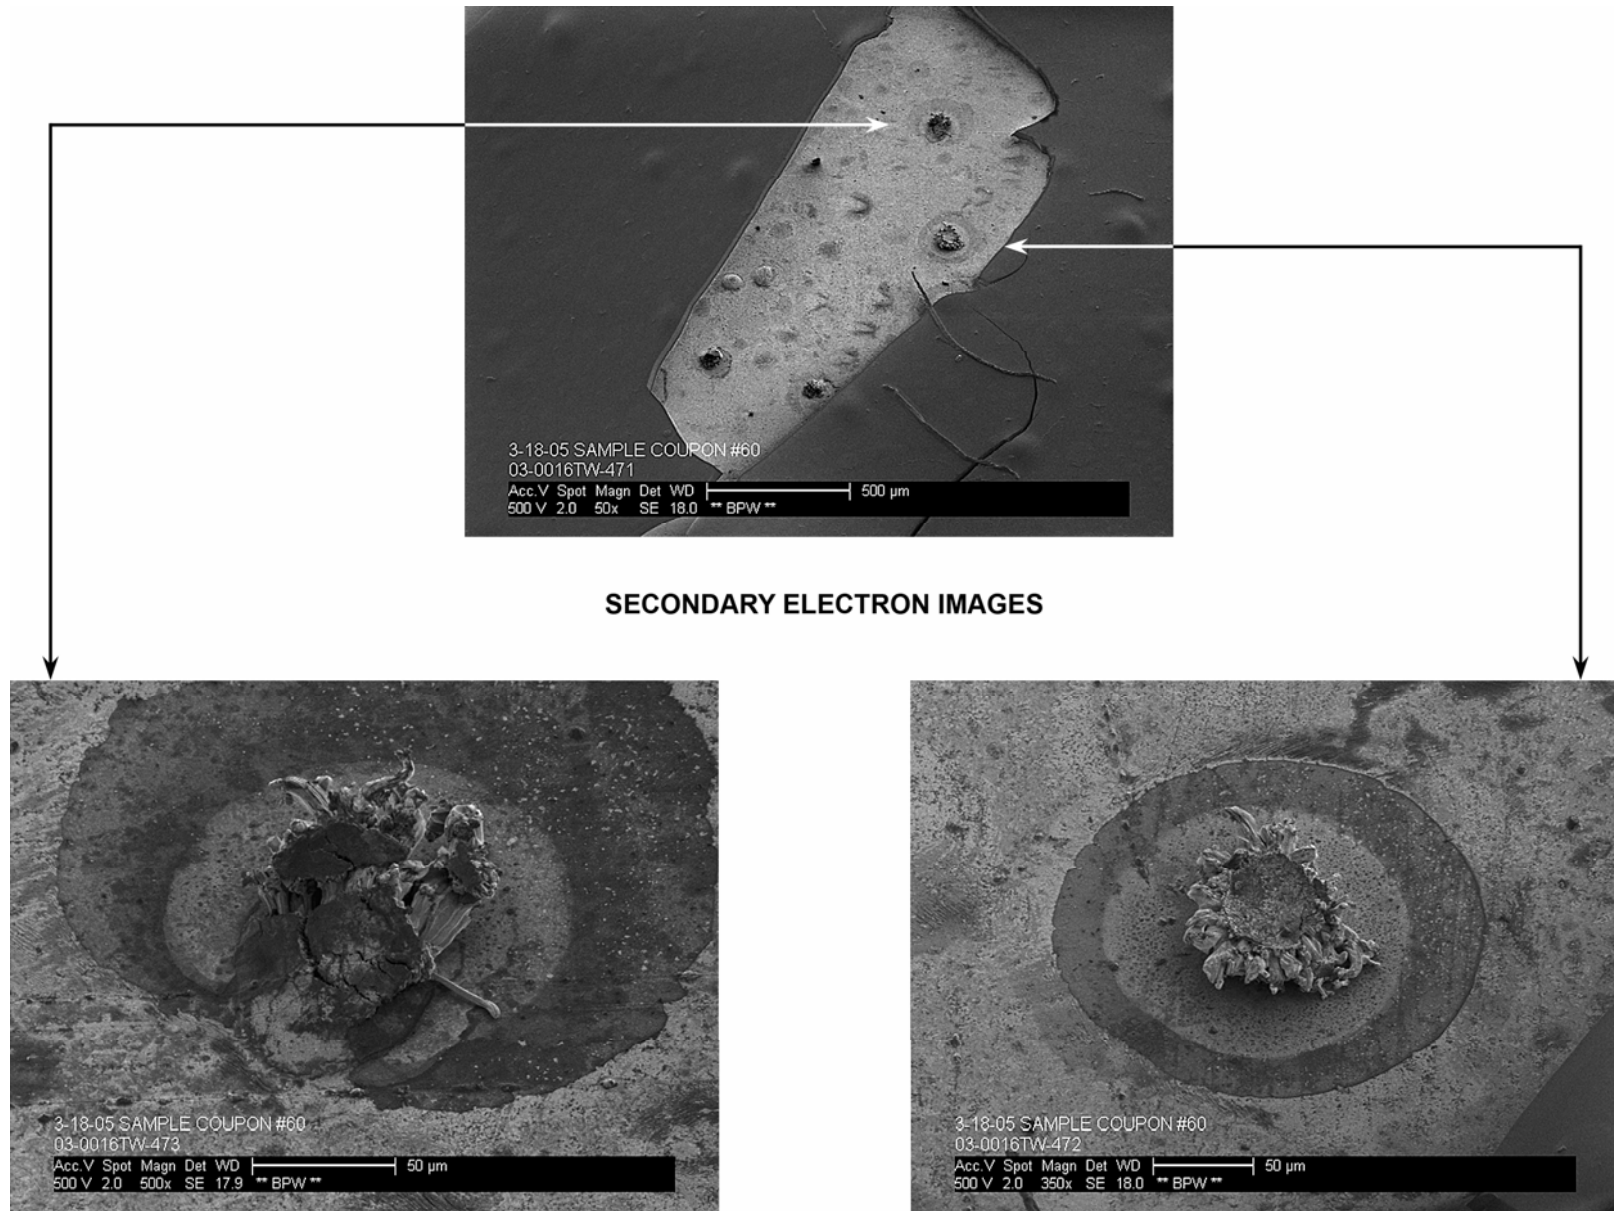 3-18-05 SAMPLE COUPON #60
03-0016TW-471
Acc.V Spot Magn Det WD 500 µm
500 V 2.0 50x SE 18.0 ** BPW **
SECONDARY ELECTRON IMAGES
3-18-05 SAMPLE COUPON #60
03-0016TW-473
Acc.V Spot Magn Det WD 50 µm
500 V 2.0 500x SE 17.9 ** BPW **
3-18-05 SAMPLE COUPON #60
03-0016TW-472
Acc.V Spot Magn Det WD 50 µm
500 V 2.0 350x SE 18.0 ** BPW **